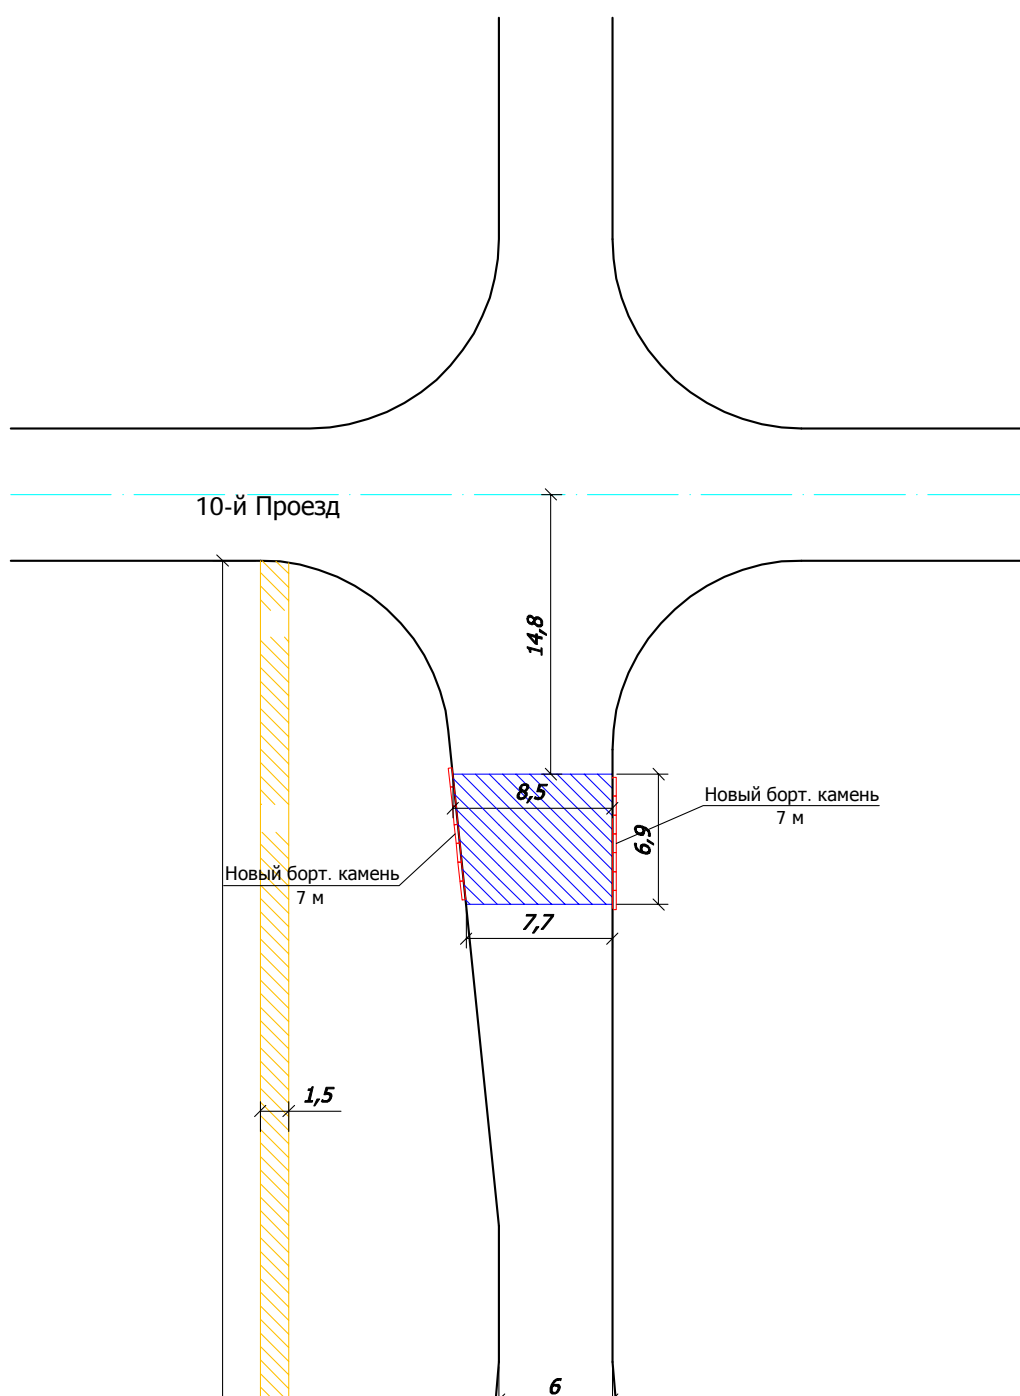 10-й Проезд
14,8
8,5
Новый борт. камень
7 м
6,9
Новый борт. камень
7 м
7,7
1,5
6